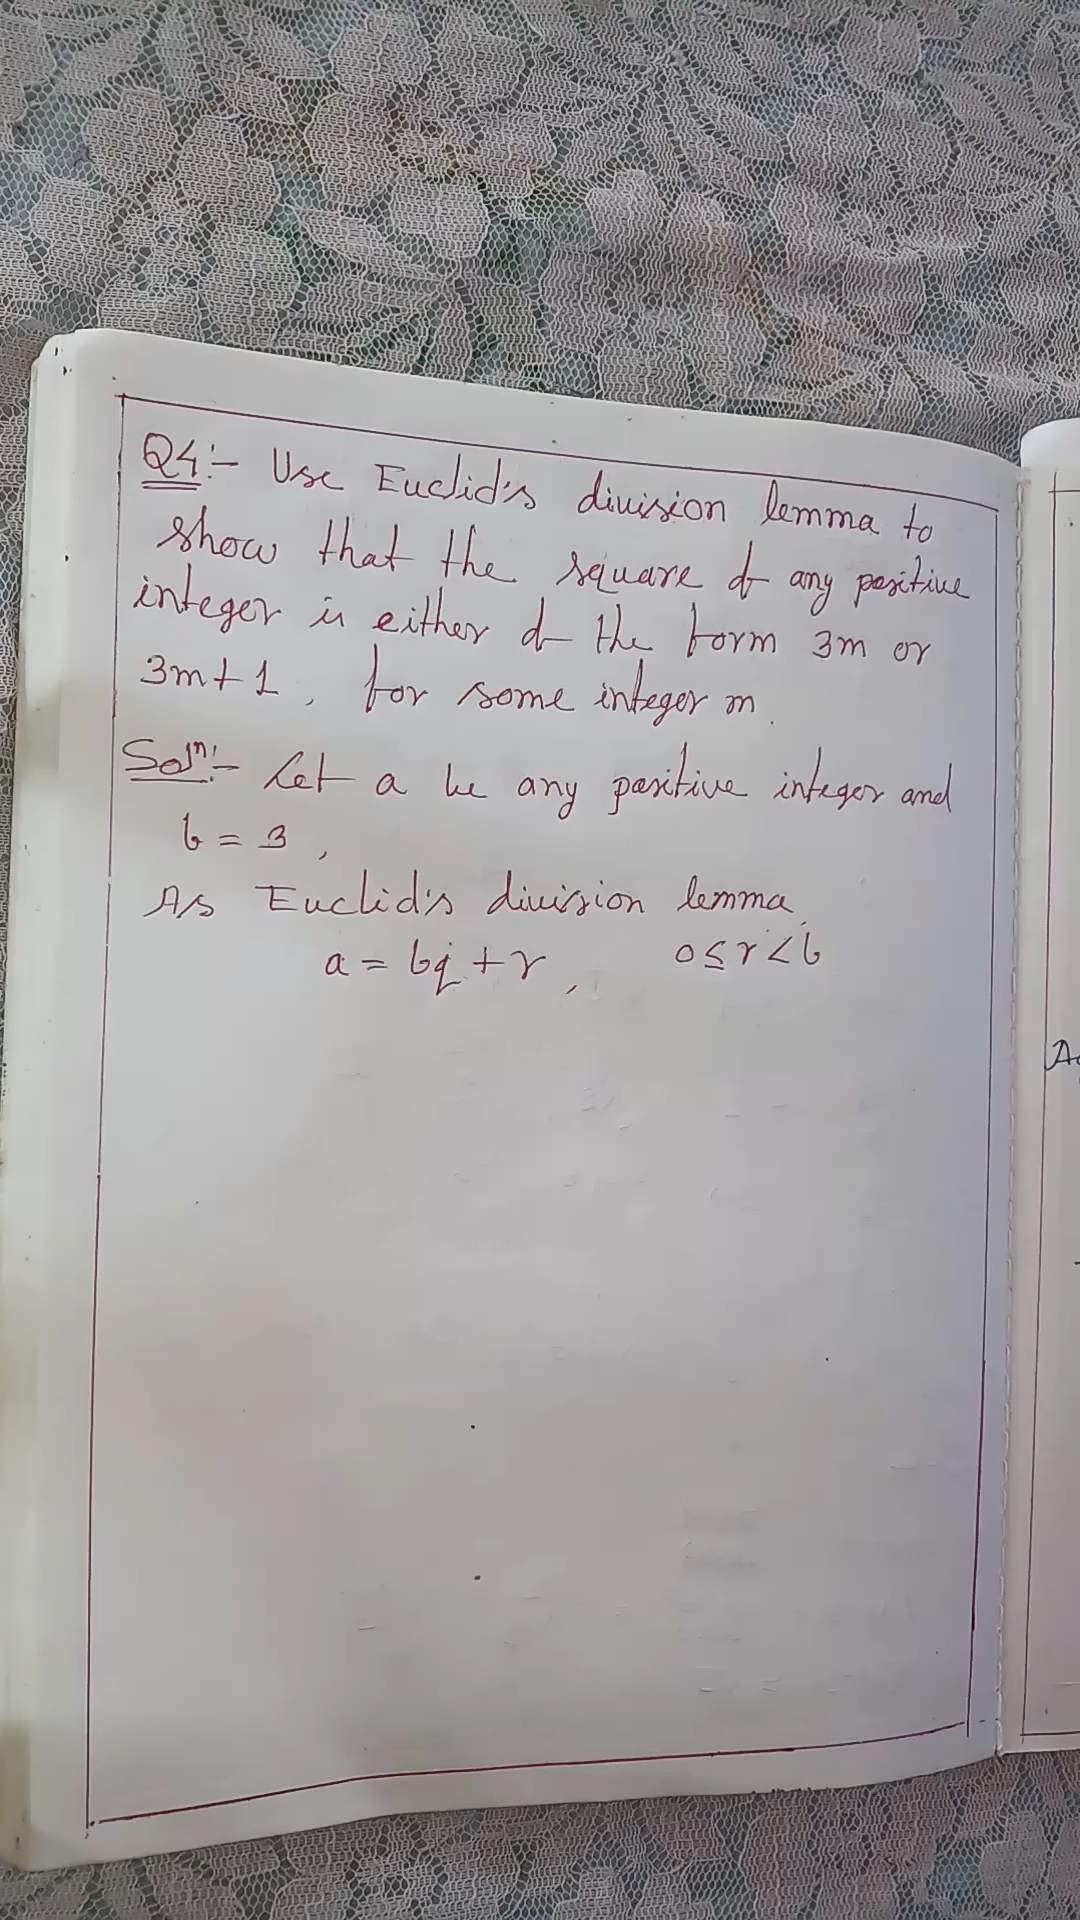 Q4:- Use Euclid's division lemma to
show that the square of any positive
integer is either of the form 3m or
3m+1, for some integer m.
Solⁿ:- Let a be any positive integer and
b = 3,
As Euclid's division lemma,
a = bq + r, 0 ≤ r < b